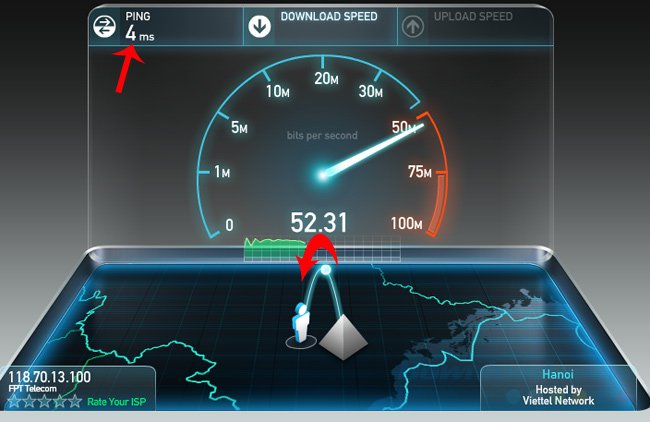 PING
4 ms
DOWNLOAD SPEED
UPLOAD SPEED
0
1M
5M
10M
20M
30M
50M
75M
100M
bits per second
52.31
118.70.13.100
FPT Telecom
Rate Your ISP
Hanoi
Hosted by
Viettel Network